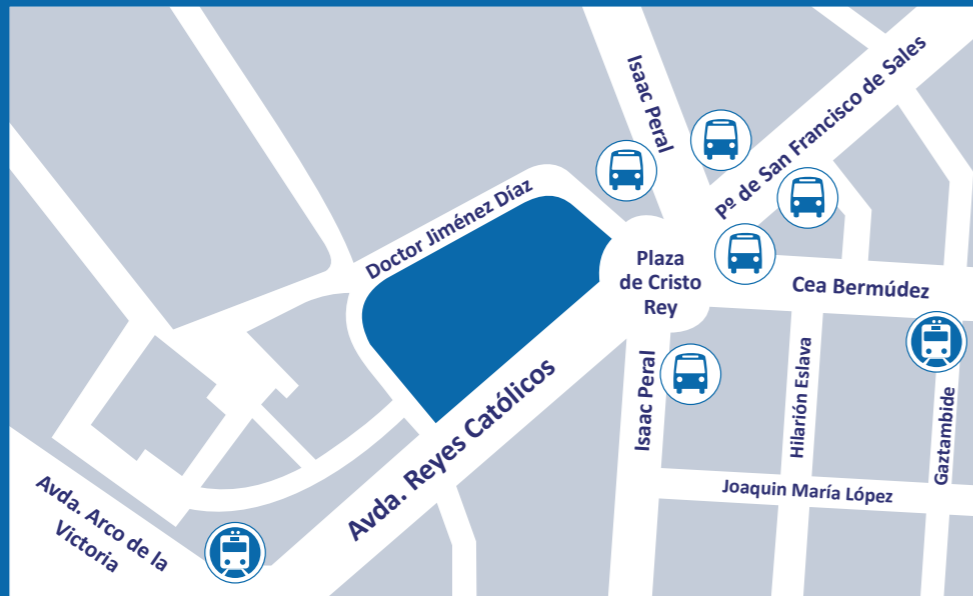 Isaac Peral
Pº de San Francisco de Sales
Doctor Jiménez Díaz
Plaza
de Cristo
Rey
Cea Bermúdez
Avda. Reyes Católicos
Isaac Peral
Hilarión Eslava
Gaztambide
Joaquin María López
Avda. Arco de la
Victoria